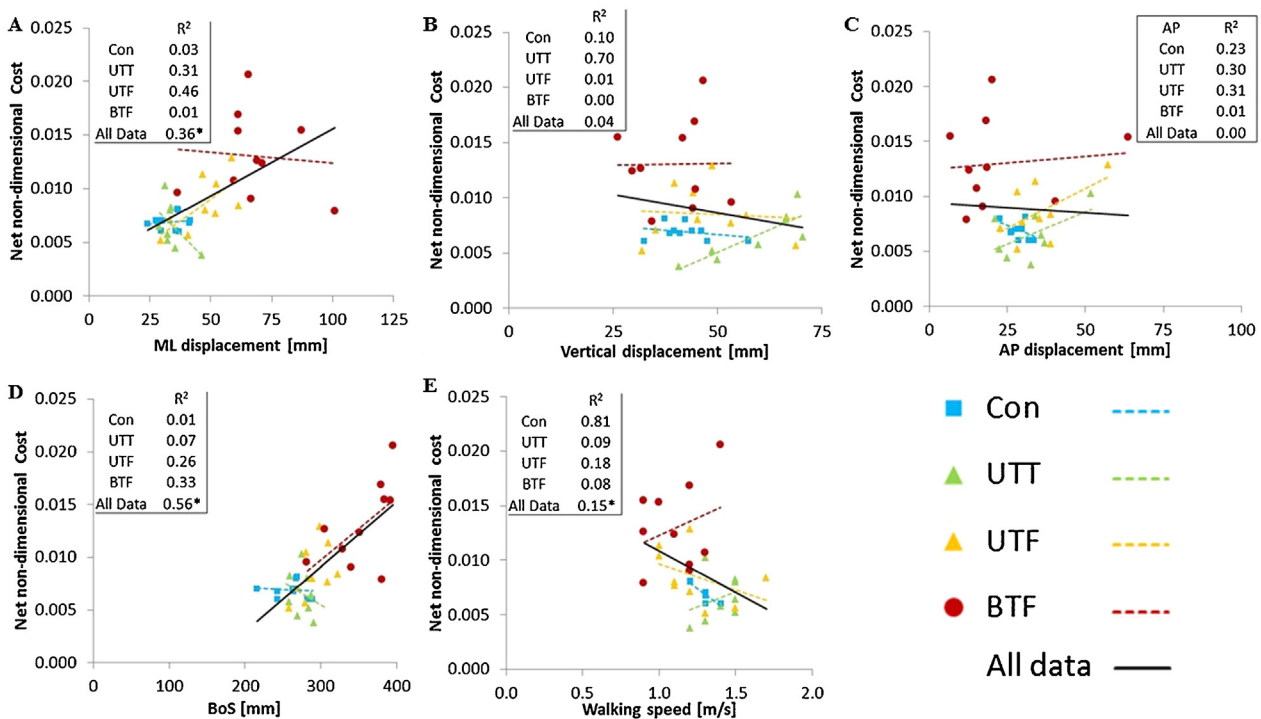 A
Net non-dimensional Cost
0.025
0.020
0.015
0.010
0.005
0.000
R²
Con 0.03
UTT 0.31
UTF 0.46
BTF 0.01
All Data 0.36*
0 25 50 75 100 125
ML displacement [mm]
B
Net non-dimensional Cost
0.025
0.020
0.015
0.010
0.005
0.000
R²
Con 0.10
UTT 0.70
UTF 0.01
BTF 0.00
All Data 0.04
0 25 50 75
Vertical displacement [mm]
C
Net non-dimensional Cost
0.025
0.020
0.015
0.010
0.005
0.000
AP R²
Con 0.23
UTT 0.30
UTF 0.31
BTF 0.01
All Data 0.00
0 25 50 75 100
AP displacement [mm]
D
Net non-dimensional Cost
0.025
0.020
0.015
0.010
0.005
0.000
R²
Con 0.01
UTT 0.07
UTF 0.26
BTF 0.33
All Data 0.56*
0 100 200 300 400
BoS [mm]
E
Net non-dimensional cost
0.025
0.020
0.015
0.010
0.005
0.000
R²
Con 0.81
UTT 0.09
UTF 0.18
BTF 0.08
All Data 0.15*
0.0 0.5 1.0 1.5 2.0
Walking speed [m/s]
Con
UTT
UTF
BTF
All data